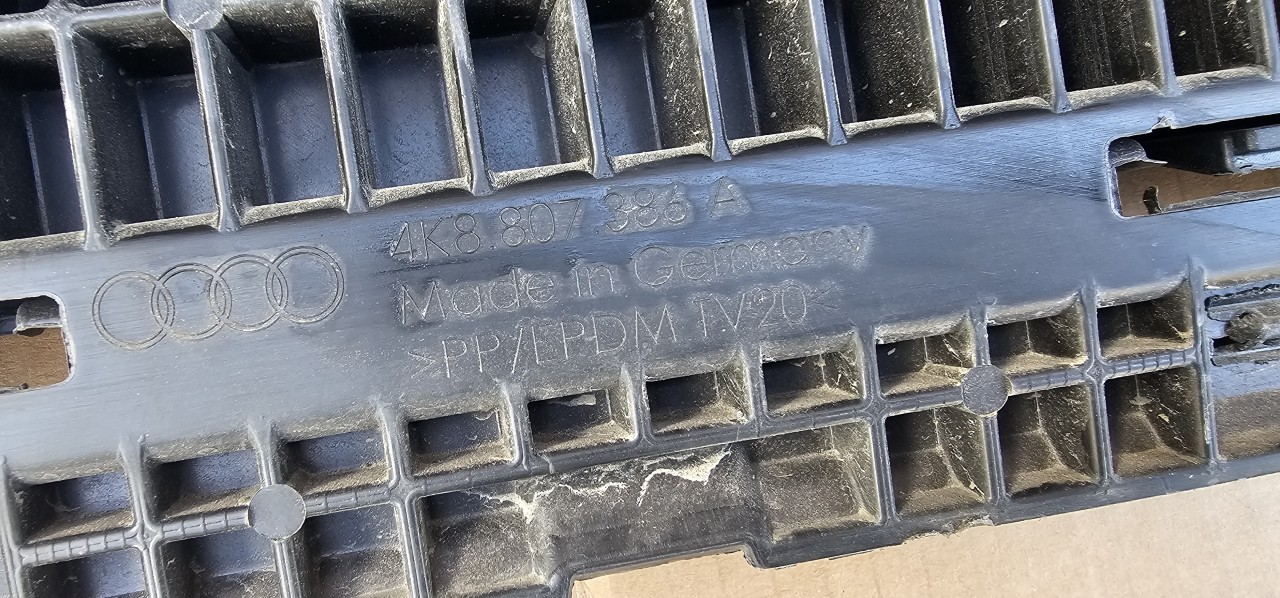 4K8.807.386 A
Made in Germany
>PP/EPDM TV20<